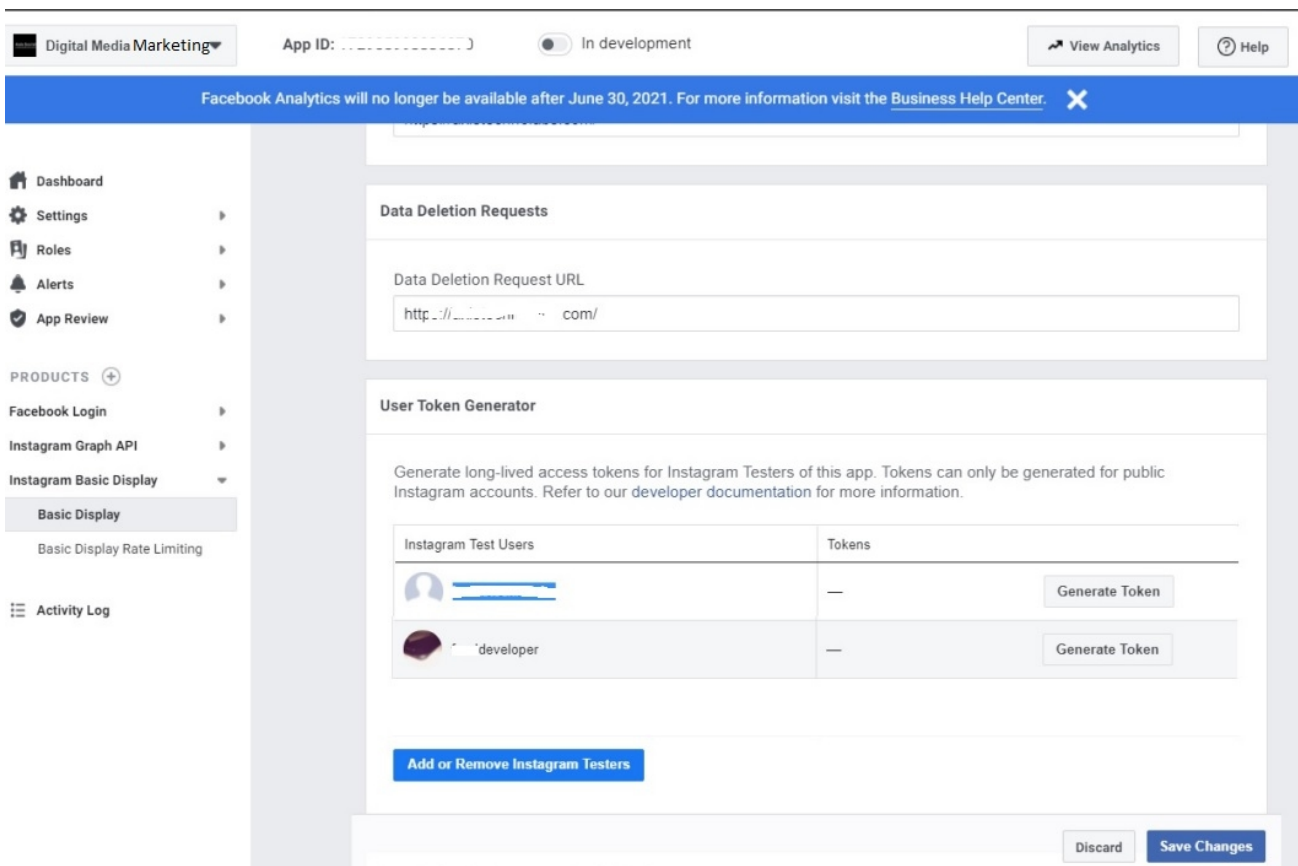 Digital Media Marketing
App ID:
In development
View Analytics
Help
Facebook Analytics will no longer be available after June 30, 2021. For more information visit the Business Help Center.
Dashboard
Settings
Roles
Alerts
App Review
PRODUCTS
Facebook Login
Instagram Graph API
Instagram Basic Display
Basic Display
Basic Display Rate Limiting
Activity Log
Data Deletion Requests
Data Deletion Request URL
com/
User Token Generator
Generate long-lived access tokens for Instagram Testers of this app. Tokens can only be generated for public
Instagram accounts. Refer to our developer documentation for more information.
Instagram Test Users Tokens
— Generate Token
developer — Generate Token
Add or Remove Instagram Testers
Discard Save Changes